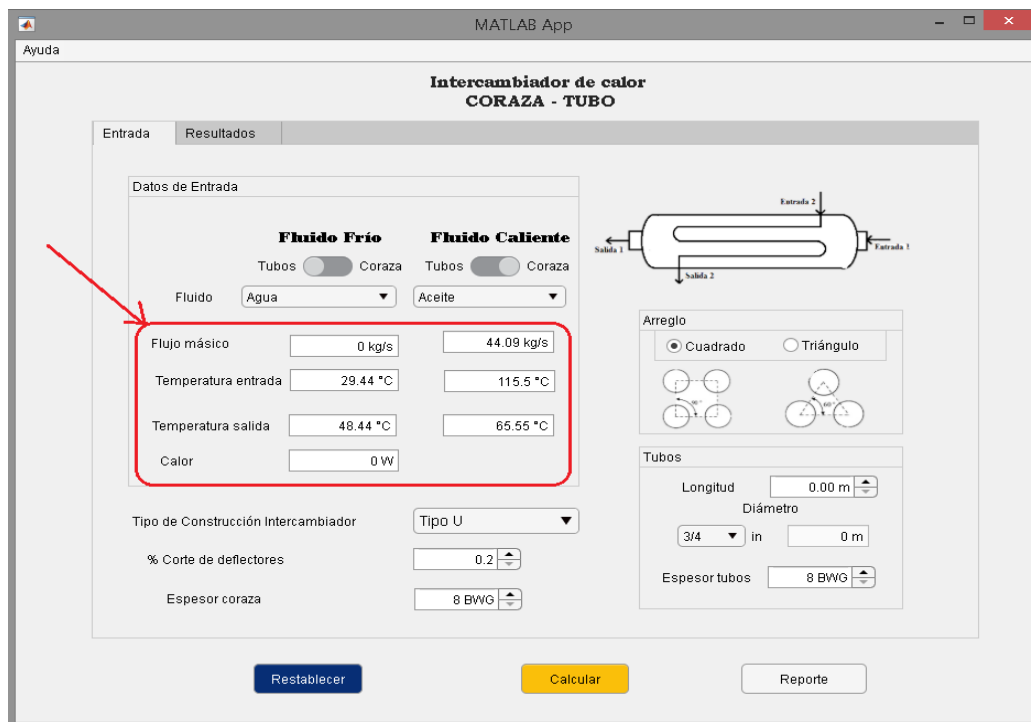 MATLAB App
Ayuda
Intercambiador de calor
CORAZA - TUBO
Entrada Resultados
Datos de Entrada
Fluido Frío Fluido Caliente
Tubos Coraza Tubos Coraza
Fluido Agua Aceite
Flujo másico 0 kg/s 44.09 kg/s
Temperatura entrada 29.44 °C 115.5 °C
Temperatura salida 48.44 °C 65.55 °C
Calor 0 W
Tipo de Construcción Intercambiador Tipo U
% Corte de deflectores 0.2
Espesor coraza 8 BWG
Entrada 2
Salida 1 Entrada 1
Salida 2
Arreglo
Cuadrado Triángulo
90° 60°
Tubos
Longitud 0.00 m
Diámetro
3/4 in 0 m
Espesor tubos 8 BWG
Restablecer Calcular Reporte